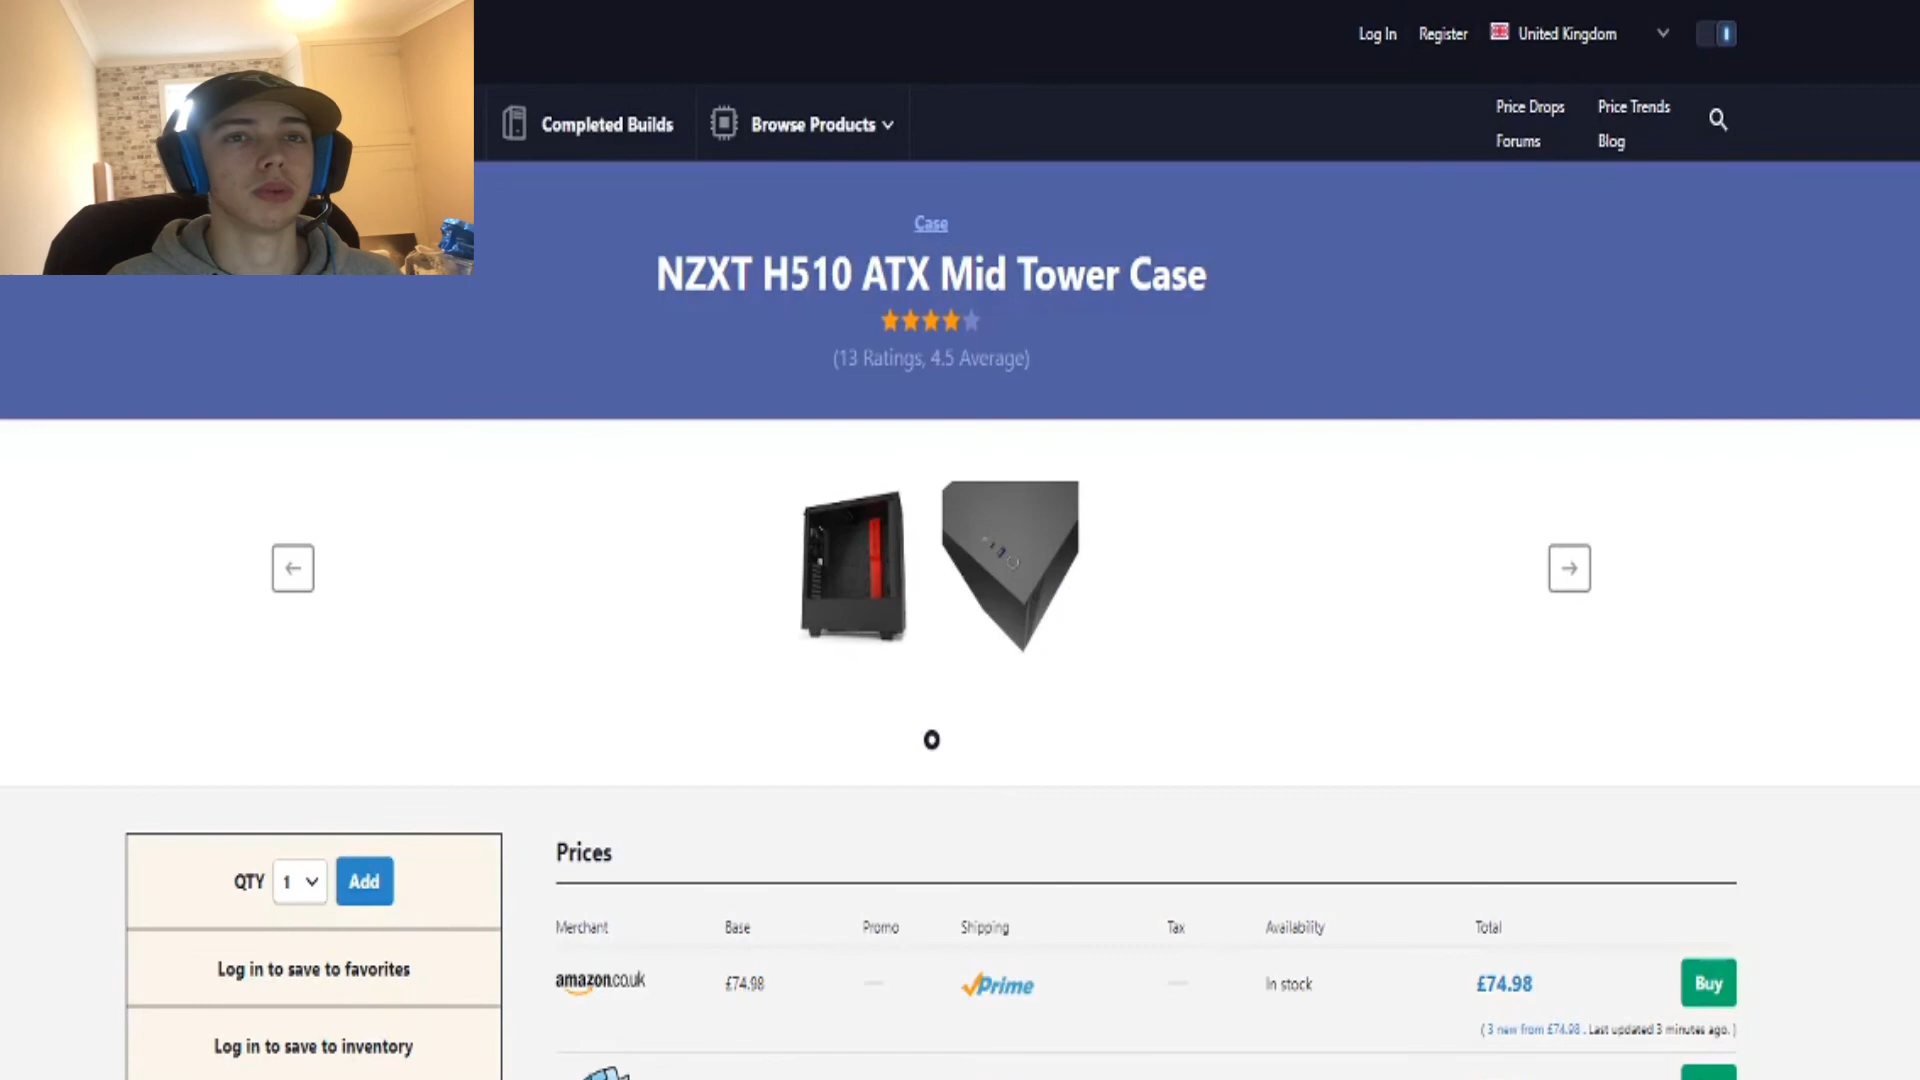 Log In Register United Kingdom
Completed Builds Browse Products
Price Drops Price Trends
Forums Blog
Case
NZXT H510 ATX Mid Tower Case
(13 Ratings, 4.5 Average)
QTY 1 Add
Log in to save to favorites
Log in to save to inventory
Prices
Merchant Base Promo Shipping Tax Availability Total
amazon.co.uk £74.98 — Prime — In stock £74.98 Buy
( 3 new from £74.98 . Last updated 3 minutes ago. )